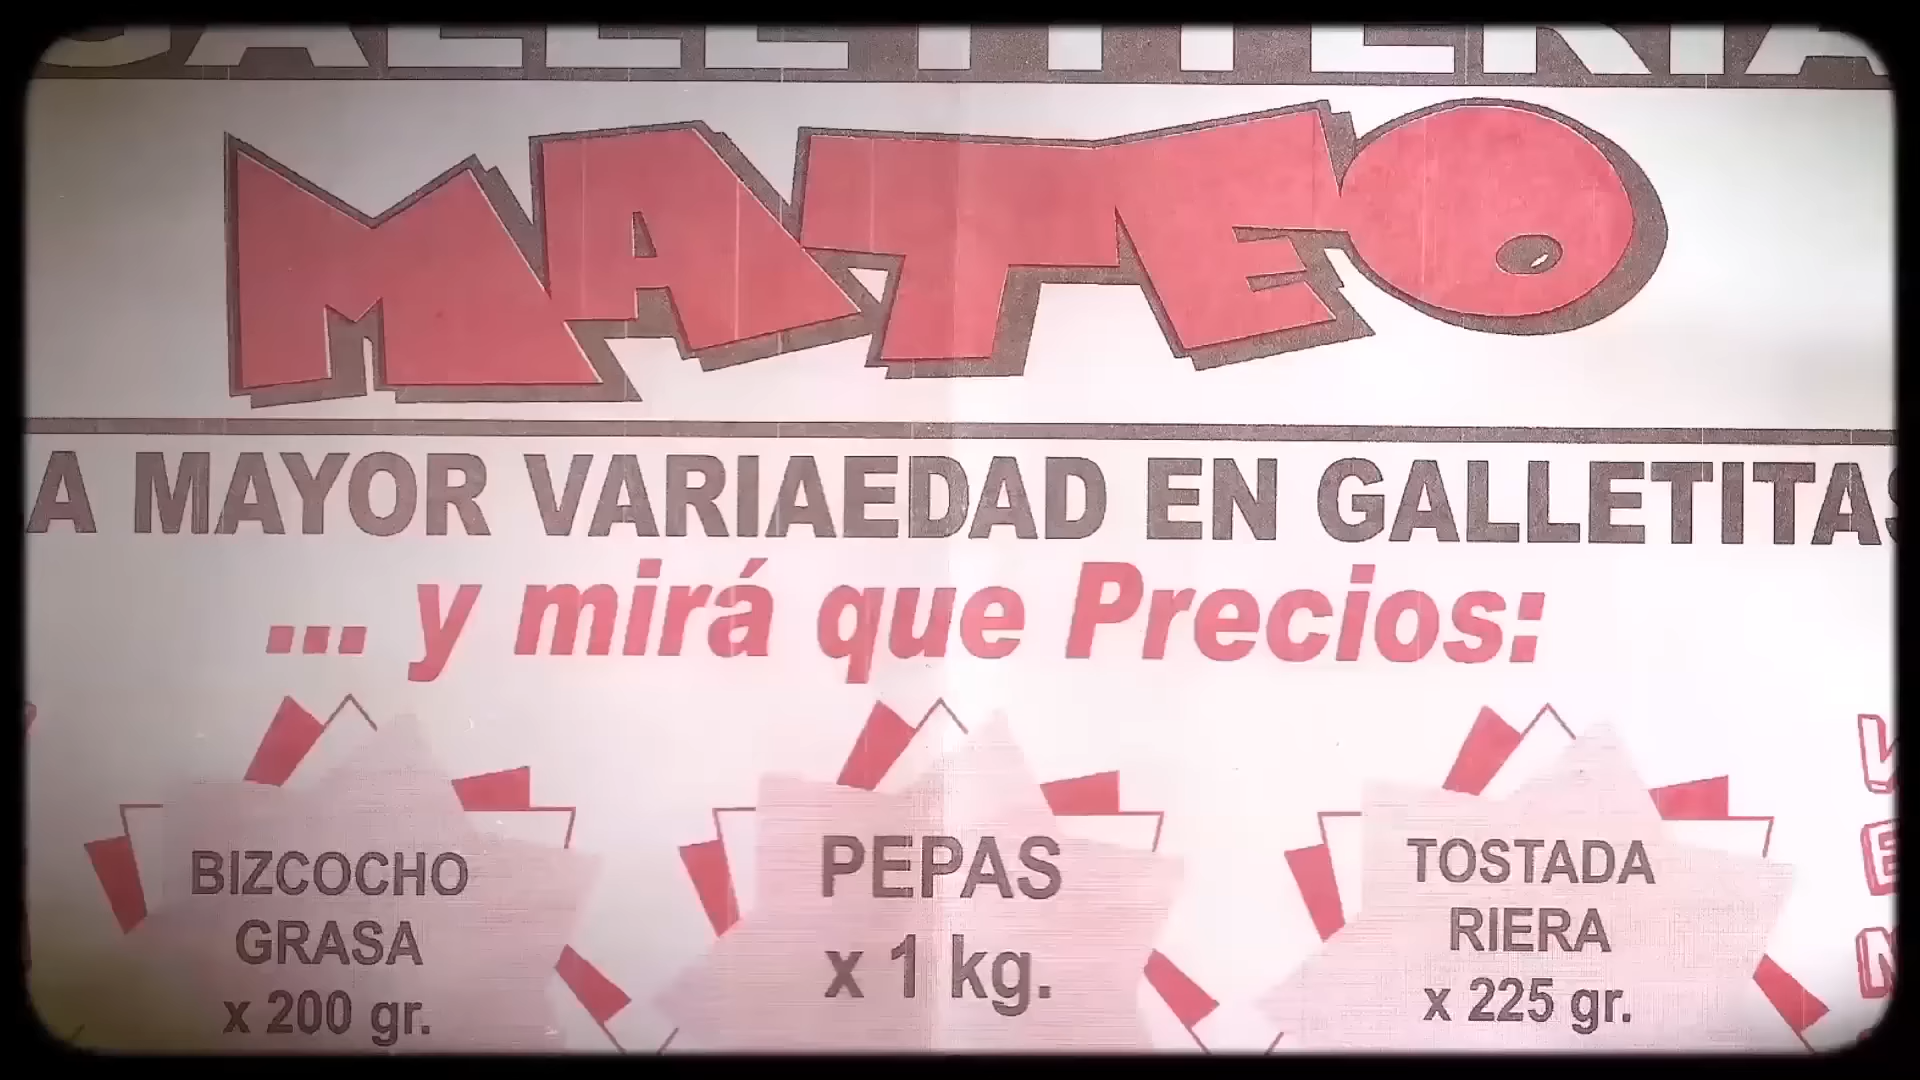 GALLETITERIA
MATEO
A MAYOR VARIAEDAD EN GALLETITAS
... y mirá que Precios:
BIZCOCHO
GRASA
x 200 gr.
PEPAS
x 1 kg.
TOSTADA
RIERA
x 225 gr.
V
E
N